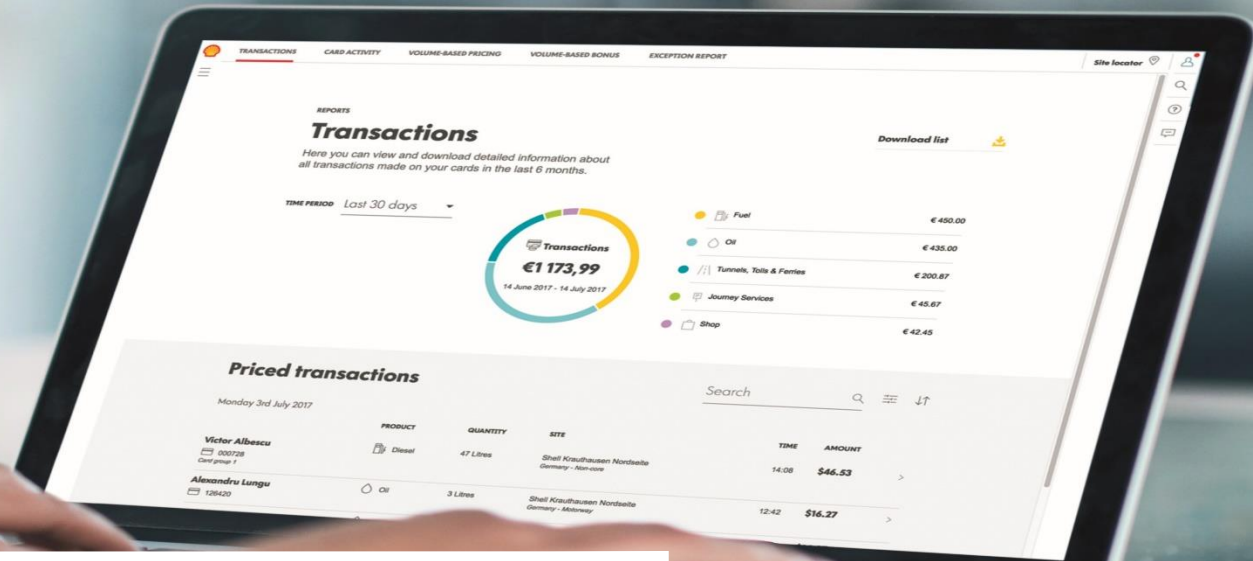 TRANSACTIONS CARD ACTIVITY VOLUME-BASED PRICING VOLUME-BASED BONUS EXCEPTION REPORT Site locator
REPORTS
Transactions
Here you can view and download detailed information about
all transactions made on your cards in the last 6 months.
Download list
TIME PERIOD Last 30 days
Transactions
€1 173,99
14 June 2017 - 14 July 2017
Fuel € 450.00
Oil € 435.00
Tunnels, Tolls & Ferries € 200.87
Journey Services € 45.67
Shop € 42.45
Priced transactions
Search
Monday 3rd July 2017
PRODUCT QUANTITY SITE TIME AMOUNT
Victor Albescu
000728
Card group 1
Diesel 47 Litres Shell Krauthausen Nordseite
Germany - Non-core
14:08 $46.53
Alexandru Lungu
126420
Oil 3 Litres Shell Krauthausen Nordseite
Germany - Motorway
12:42 $16.27